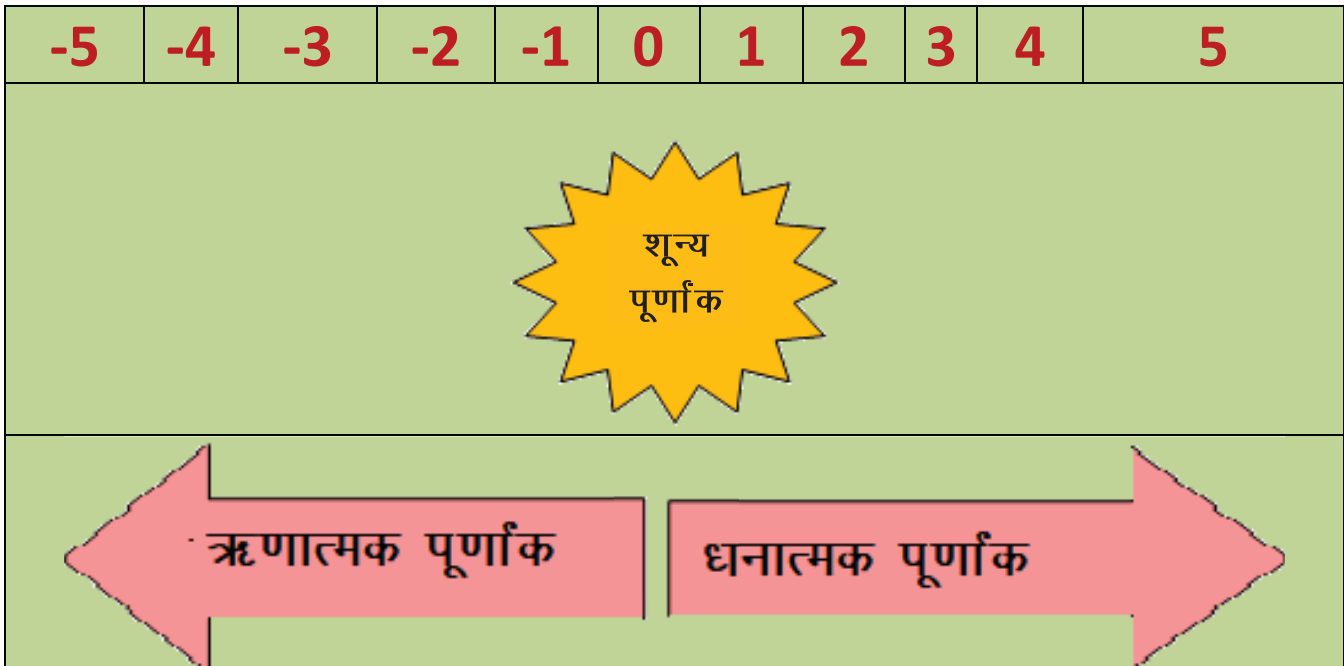 -5 -4 -3 -2 -1 0 1 2 3 4 5
शून्य
पूर्णांक
ऋणात्मक पूर्णांक
धनात्मक पूर्णांक